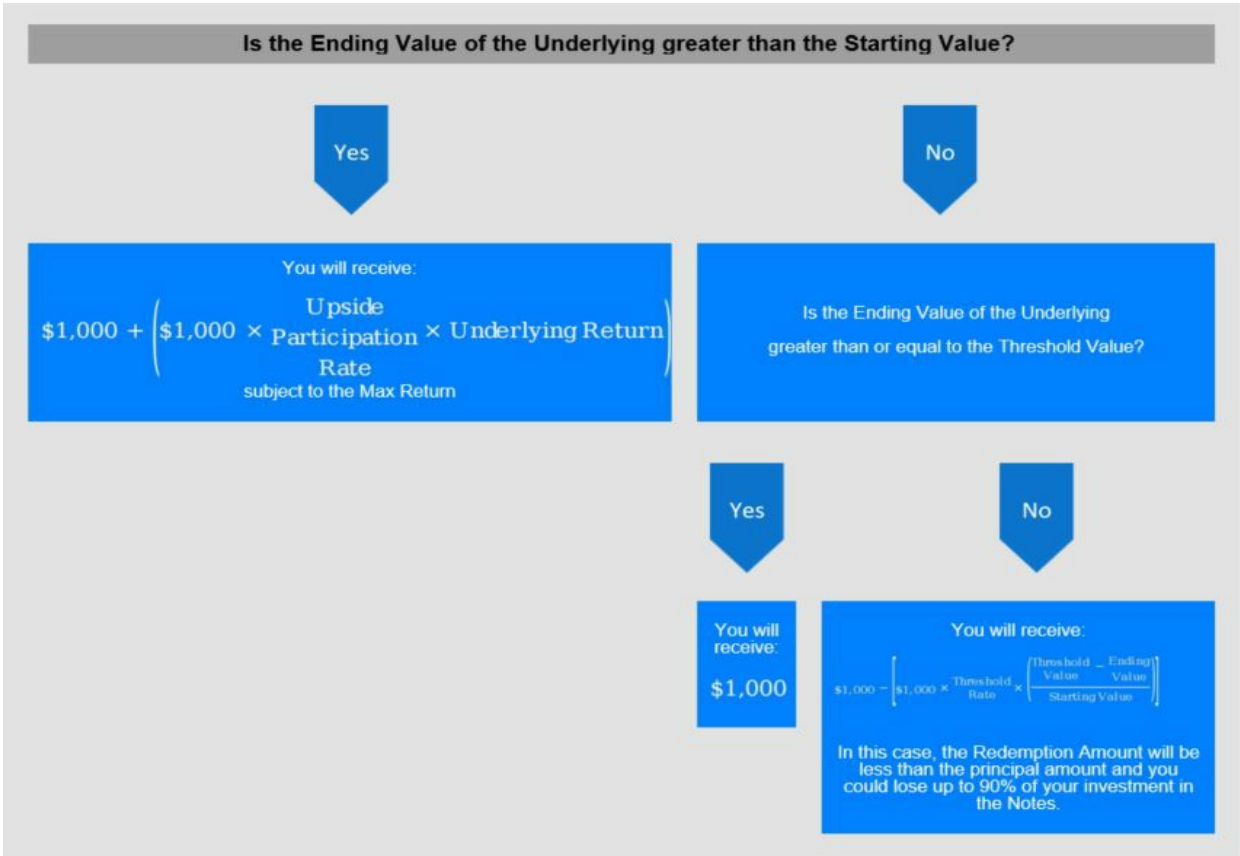 Is the Ending Value of the Underlying greater than the Starting Value?
Yes
No
You will receive:
$1,000 + ($1,000 × Upside Participation Rate × Underlying Return)
subject to the Max Return
Is the Ending Value of the Underlying
greater than or equal to the Threshold Value?
Yes
No
You will
receive:
$1,000
You will receive:
$1,000 − [$1,000 × Threshold Rate × (Threshold Value − Ending Value / Starting Value)]
In this case, the Redemption Amount will be
less than the principal amount and you
could lose up to 90% of your investment in
the Notes.